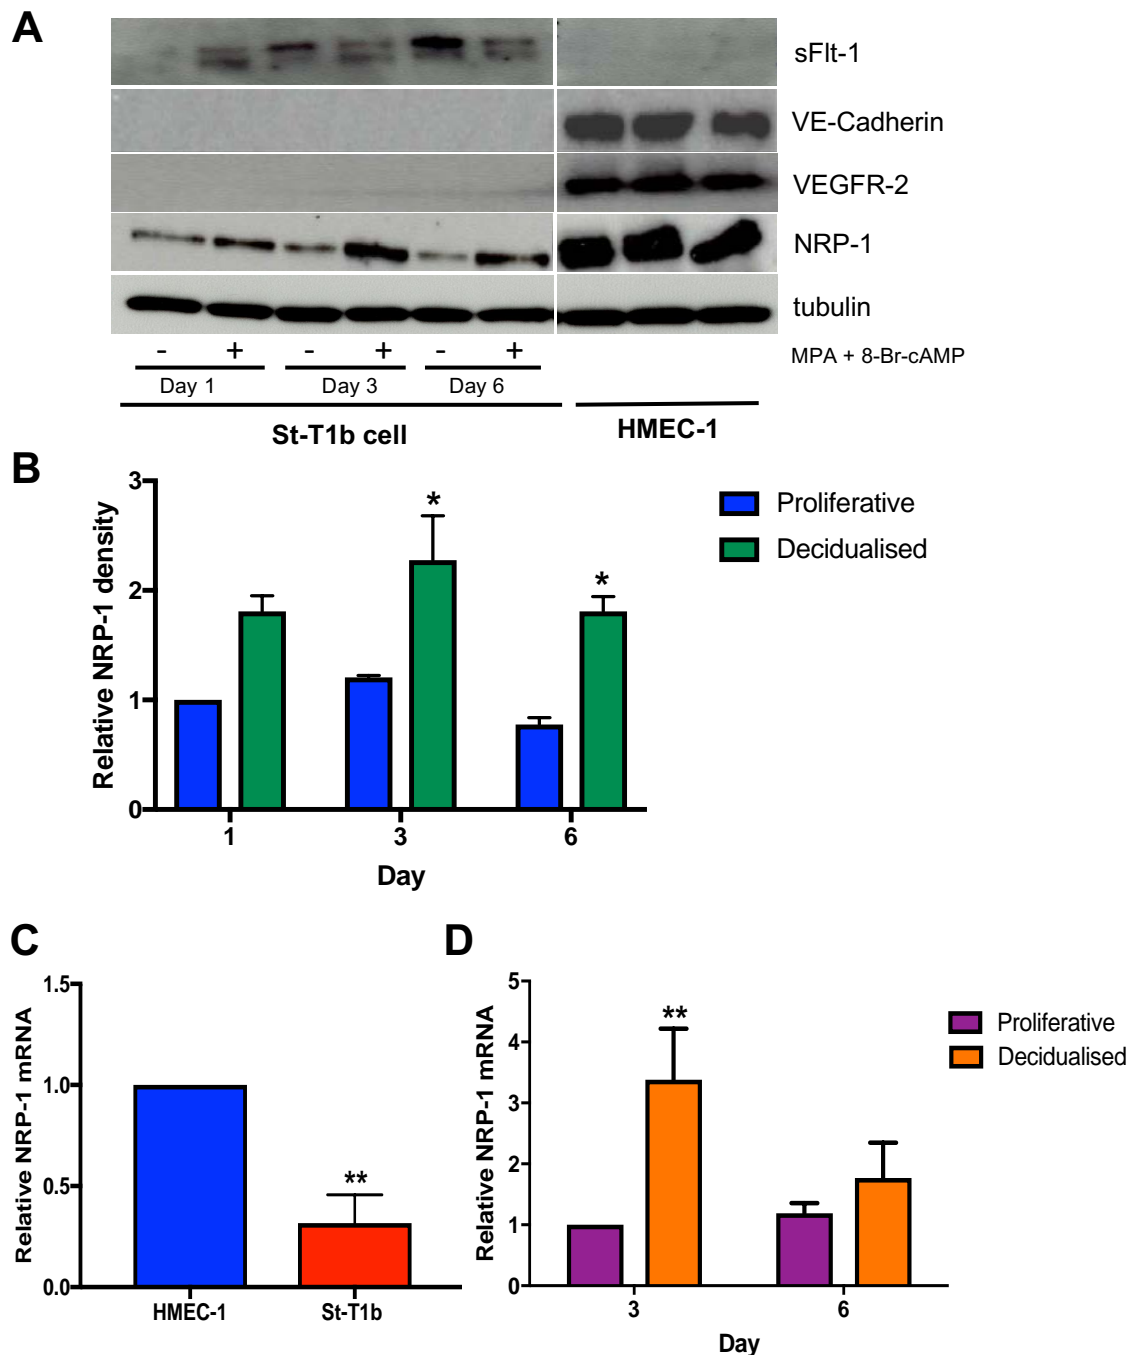 A
sFlt-1
VE-Cadherin
VEGFR-2
NRP-1
tubulin
- + - + - + MPA + 8-Br-cAMP
Day 1 Day 3 Day 6
St-T1b cell HMEC-1
B
Relative NRP-1 density
3
2
1
0
* *
1 3 6
Day
Proliferative
Decidualised
C
Relative NRP-1 mRNA
1.5
1.0
0.5
0.0
**
HMEC-1 St-T1b
D
Relative NRP-1 mRNA
5
4
3
2
1
0
**
3 6
Day
Proliferative
Decidualised